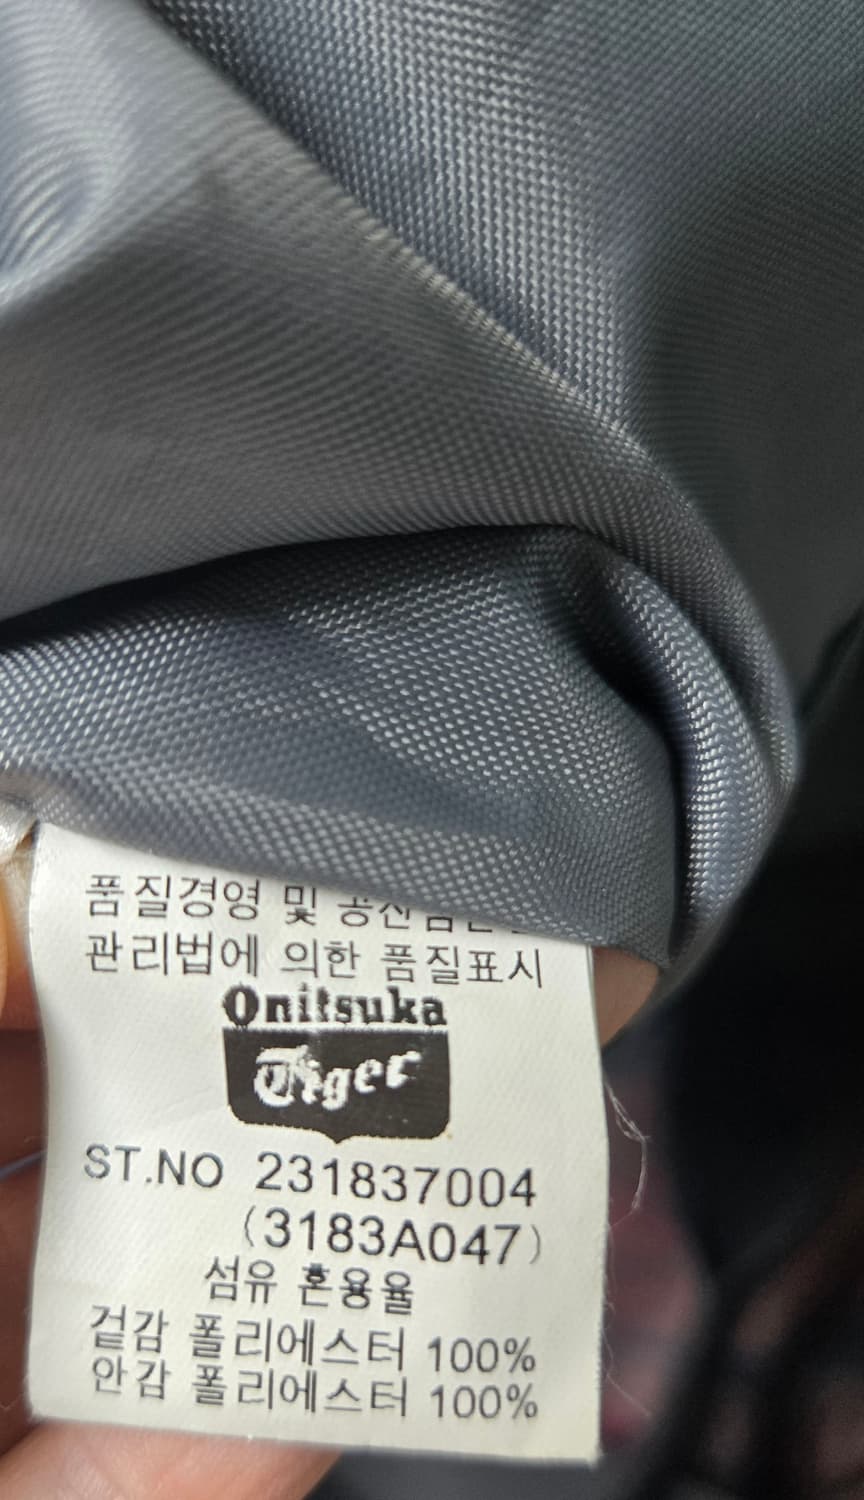 품질경영 및
관리법에 의한 품질표시
Onitsuka
Tiger
ST.NO 231837004
(3183A047)
섬유 혼용율
겉감 폴리에스터 100%
안감 폴리에스터 100%